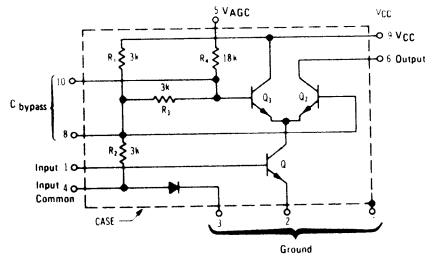 5 VAGC
VCC
9 VCC
6 Output
R1 3k
R4 18k
10
3k
R3
Q3
Q2
C bypass
8
R2 3k
Input 1
Q
Input 4
Common
CASE
3
2
1
Ground